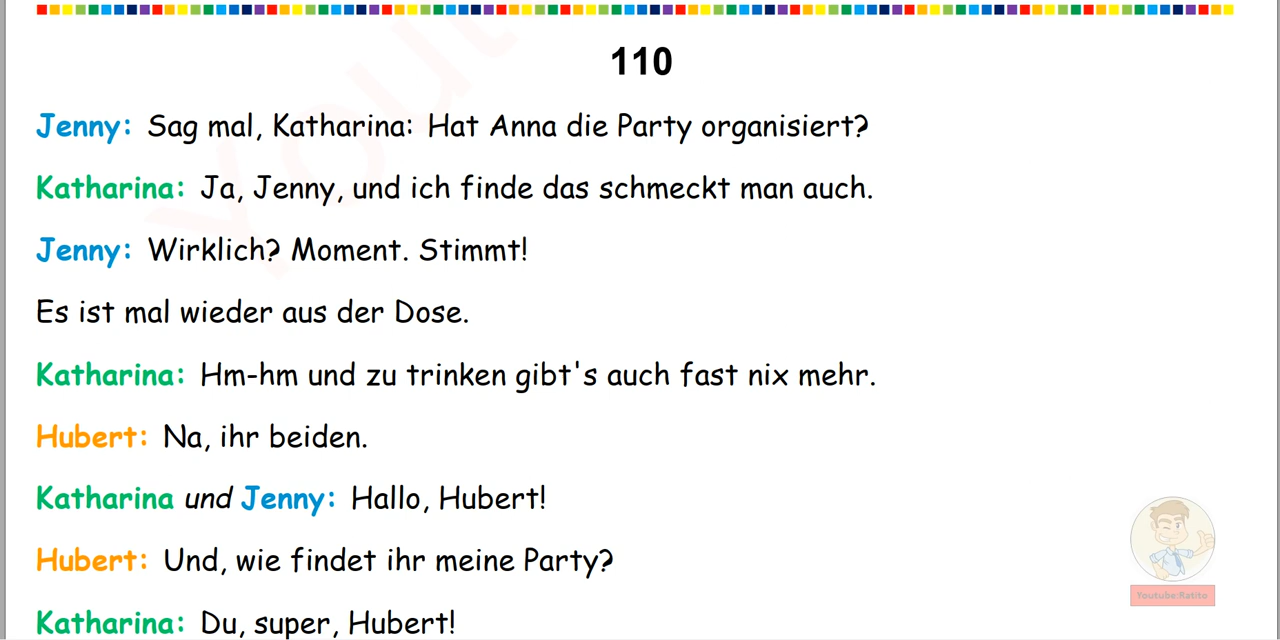 110
Jenny: Sag mal, Katharina: Hat Anna die Party organisiert?
Katharina: Ja, Jenny, und ich finde das schmeckt man auch.
Jenny: Wirklich? Moment. Stimmt!
Es ist mal wieder aus der Dose.
Katharina: Hm-hm und zu trinken gibt's auch fast nix mehr.
Hubert: Na, ihr beiden.
Katharina und Jenny: Hallo, Hubert!
Hubert: Und, wie findet ihr meine Party?
Youtube:Ratito
Katharina: Du, super, Hubert!